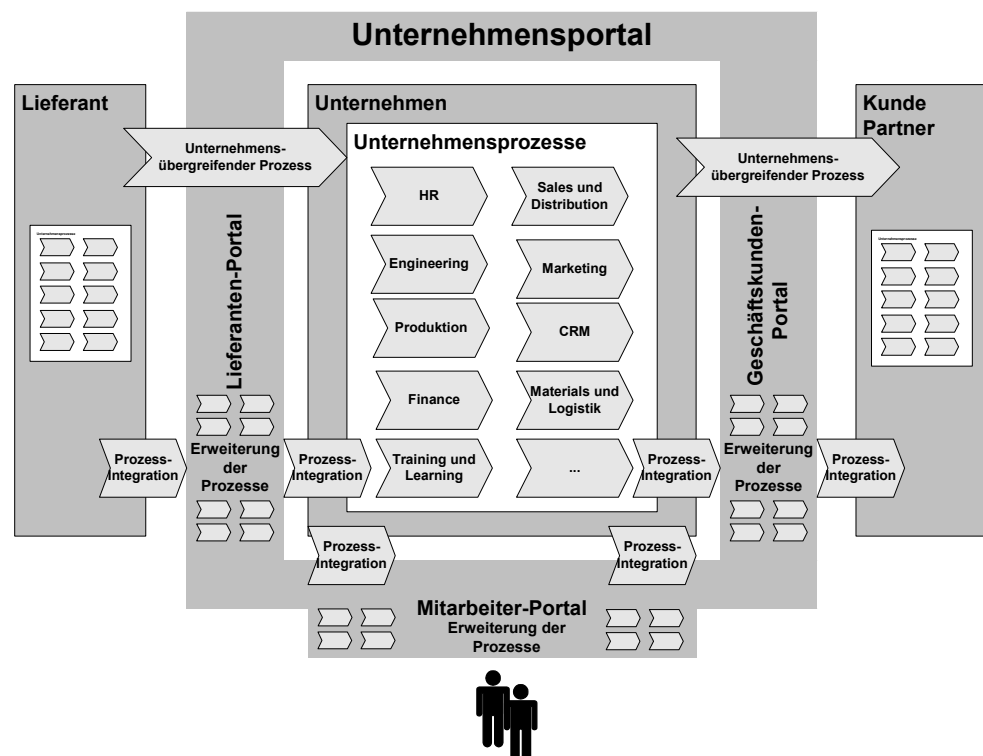 Unternehmensportal
Lieferant
Unternehmen
Kunde
Partner
Unternehmens-
übergreifender Prozess
Unternehmensprozesse
Unternehmens-
übergreifender Prozess
HR
Sales und
Distribution
Engineering
Marketing
Produktion
CRM
Finance
Materials und
Logistik
Training und
Learning
...
Unternehmensprozesse
Unternehmensprozesse
Lieferanten-Portal
Geschäftskunden-
Portal
Prozess-
Integration
Erweiterung
der
Prozesse
Prozess-
Integration
Prozess-
Integration
Erweiterung
der
Prozesse
Prozess-
Integration
Prozess-
Integration
Prozess-
Integration
Mitarbeiter-Portal
Erweiterung der
Prozesse